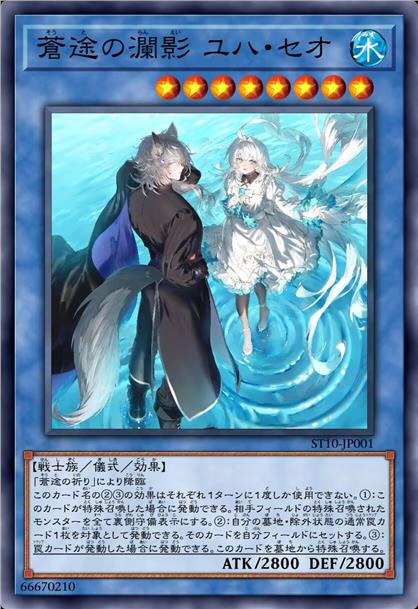 蒼途の瀾影 ユハ・セオ 水
ST10-JP001
【戦士族／儀式／効果】
「蒼途の祈り」により降臨
このカード名の②③の効果はそれぞれ1ターンに1度しか使用できない。①：こ
のカードが特殊召喚した場合に発動できる。相手フィールドの特殊召喚された
モンスターを全て裏側守備表示にする。②：自分の墓地・除外状態の通常罠カ
ード1枚を対象として発動できる。そのカードを自分フィールドにセットする。③：
罠カードが発動した場合に発動できる。このカードを墓地から特殊召喚する。
ATK/2800 DEF/2800
66670210